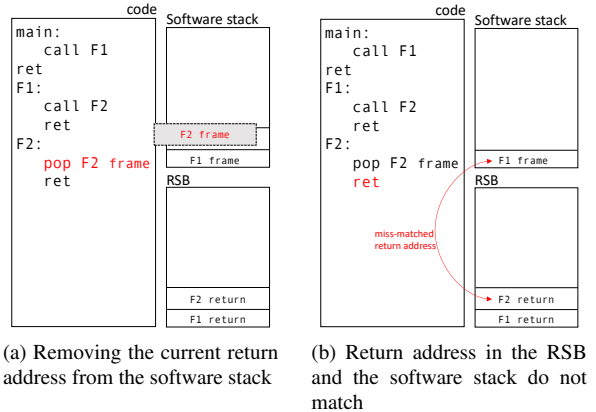 code
Software stack
main:
call F1
ret
F1:
call F2
ret
F2:
pop F2 frame
ret
F2 frame
F1 frame
RSB
F2 return
F1 return
(a) Removing the current return
address from the software stack
code
Software stack
main:
call F1
ret
F1:
call F2
ret
F2:
pop F2 frame
ret
F1 frame
RSB
miss-matched
return address
F2 return
F1 return
(b) Return address in the RSB
and the software stack do not
match